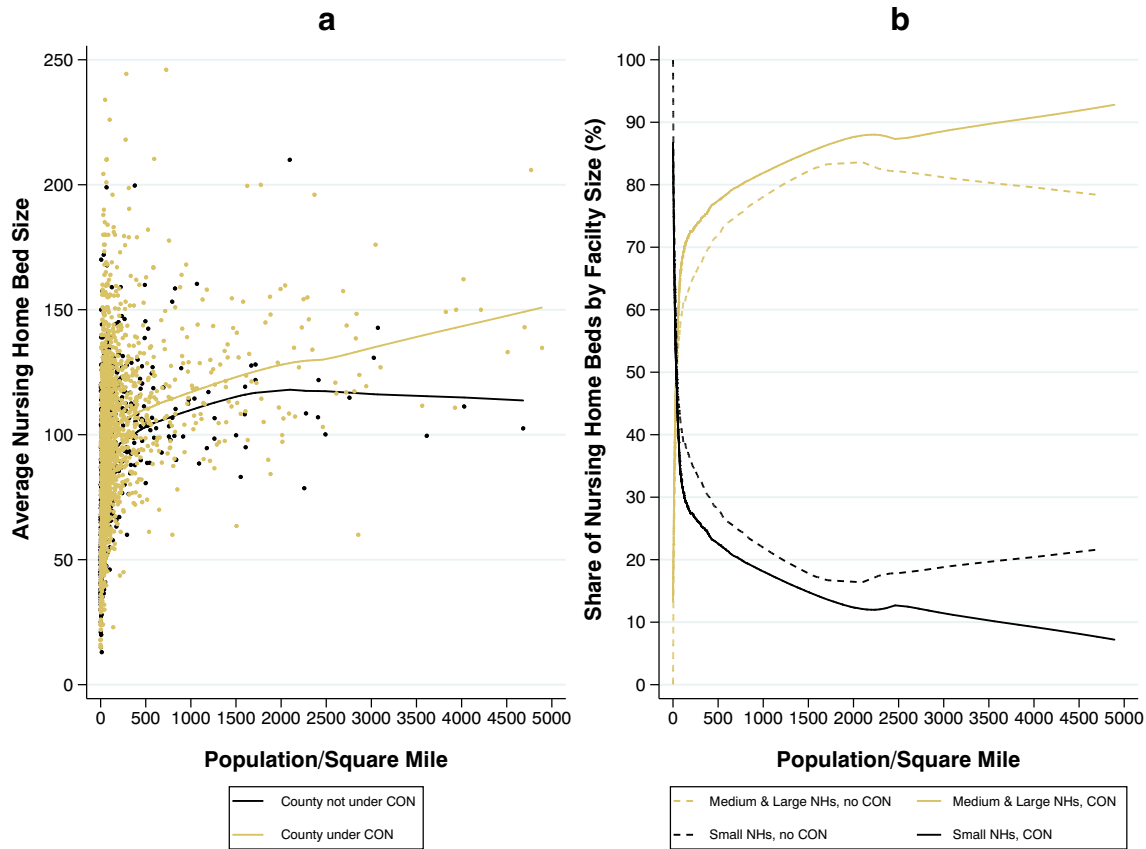 a
250
200
150
100
50
0
Average Nursing Home Bed Size
0 500 1000 1500 2000 2500 3000 3500 4000 4500 5000
Population/Square Mile
County not under CON
County under CON
b
100
90
80
70
60
50
40
30
20
10
0
Share of Nursing Home Beds by Facilty Size (%)
0 500 1000 1500 2000 2500 3000 3500 4000 4500 5000
Population/Square Mile
Medium & Large NHs, no CON Medium & Large NHs, CON
Small NHs, no CON Small NHs, CON